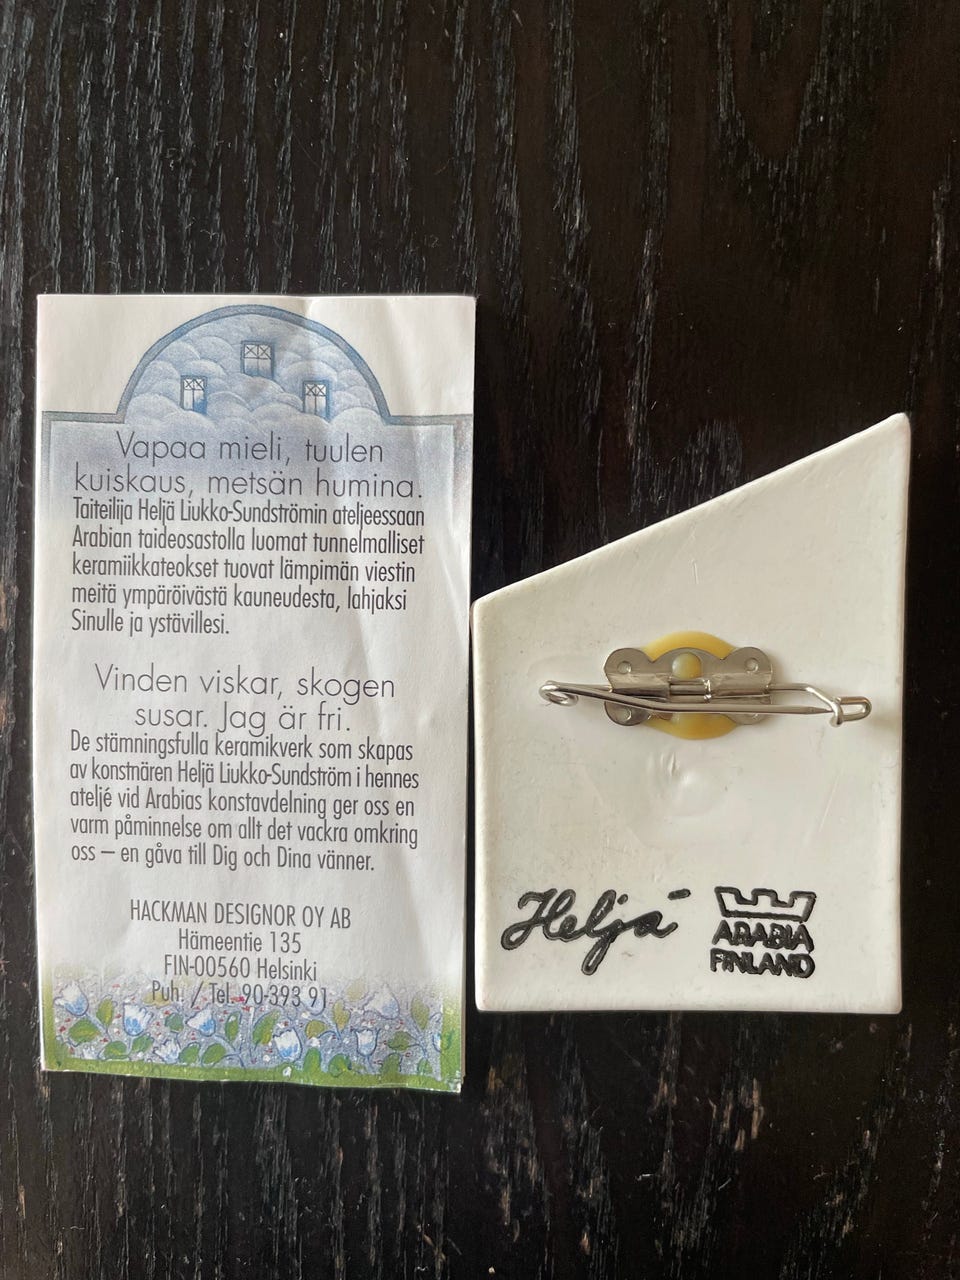 Vapaa mieli, tuulen
kuiskaus, metsän humina.
Taiteilija Heljä Liukko-Sundströmin ateljeessaan
Arabian taideosastolla luomat tunnelmalliset
keramiikkateokset tuovat lämpimän viestin
meitä ympäröivästä kauneudesta, lahjaksi
Sinulle ja ystävillesi.
Vinden viskar, skogen
susar. Jag är fri.
De stämningsfulla keramikverk som skapas
av konstnären Heljä Liukko-Sundström i hennes
ateljé vid Arabias konstavdelning ger oss en
varm påminnelse om allt det vackra omkring
oss – en gåva till Dig och Dina vänner.
HACKMAN DESIGNOR OY AB
Hämeentie 135
FIN-00560 Helsinki
Puh. / Tel. 90-393 91
Heljä
ARABIA
FINLAND